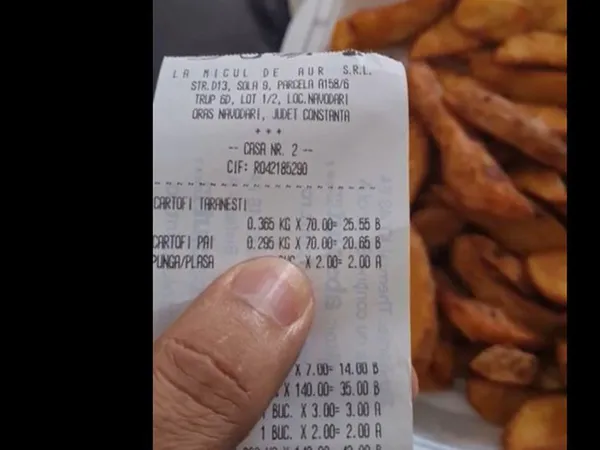 LA MICUL DE AUR S.R.L.
STR.D13, SOLA 9, PARCELA A158/6
TRUP 6D, LOT 1/2, LOC.NAVODARI
ORAS NAVODARI, JUDET CONSTANTA
+ + +
-- CASA NR. 2 --
CIF: RO42185290
CARTOFI TARANESTI
0.365 KG X 70.00= 25.55 B
CARTOFI PAI 0.295 KG X 70.00= 20.65 B
PUNGA/PLASA BUC. X 2.00= 2.00 A
X 7.00= 14.00 B
X 140.00= 35.00 B
1 BUC. X 3.00= 3.00 A
1 BUC. X 2.00= 2.00 A